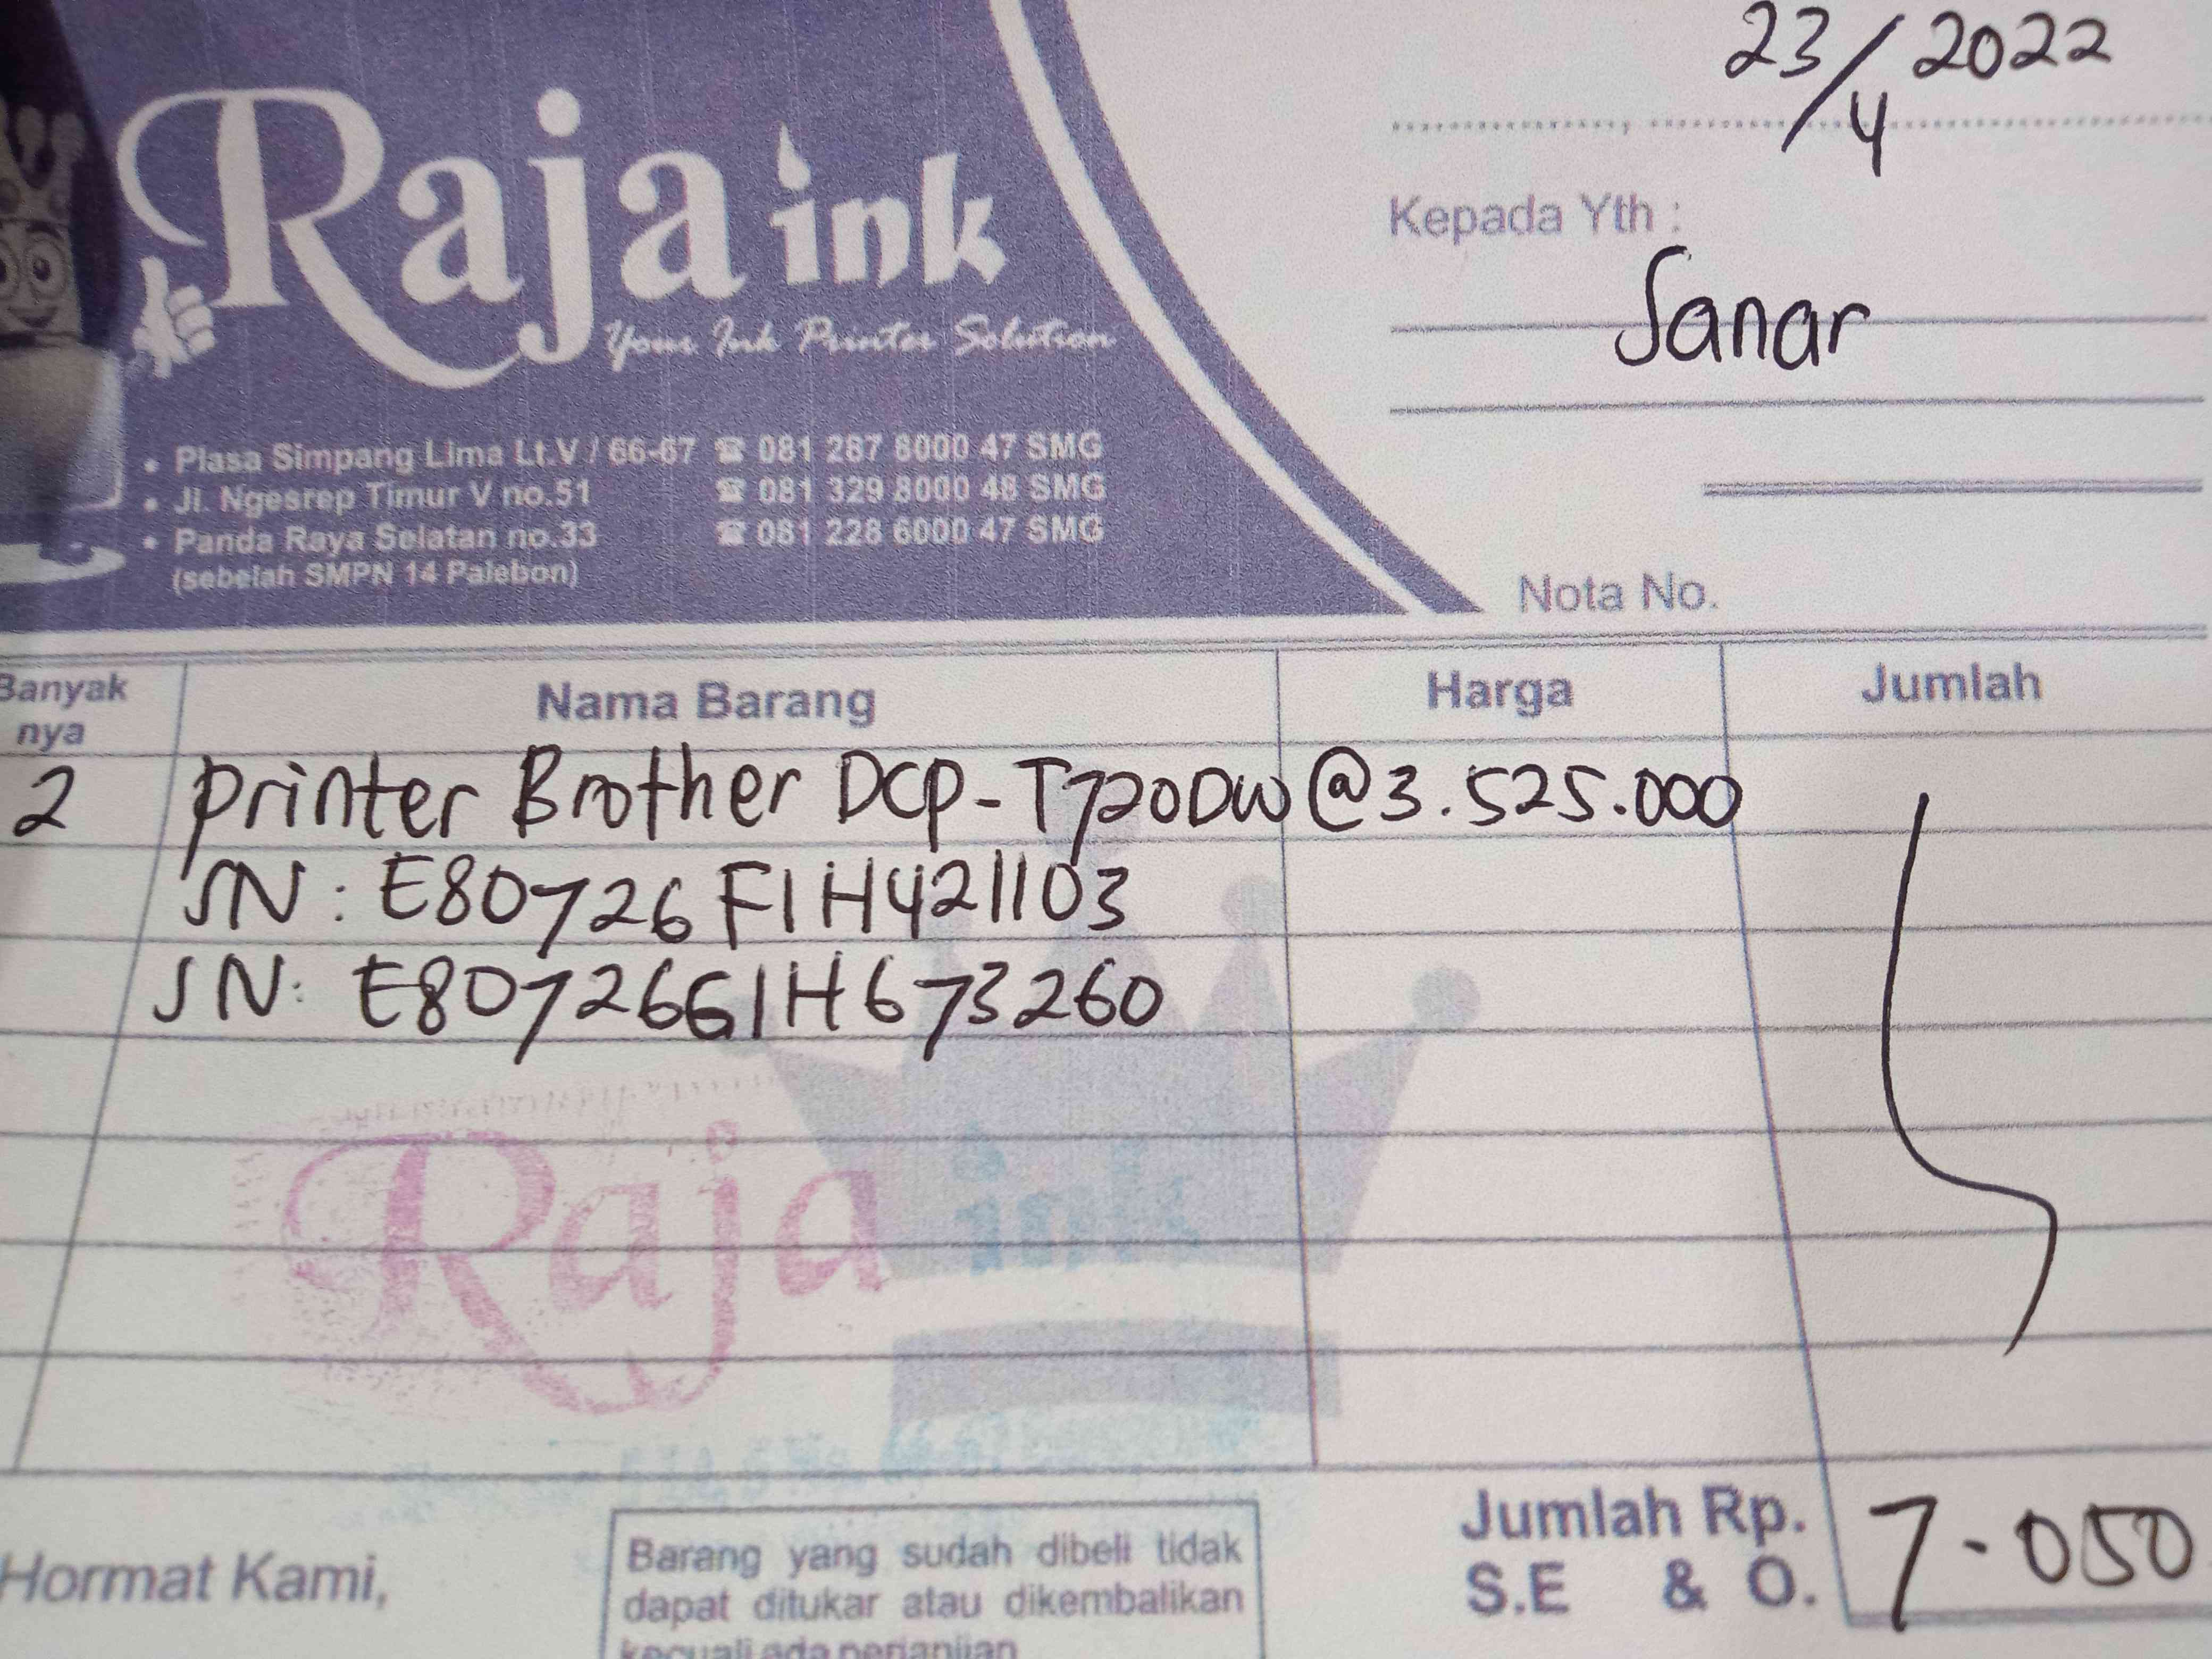 23/4 2022
Raja ink
Your Ink Printer Solution
Kepada Yth :
Sanar
• Plasa Simpang Lima Lt.V / 66-67 ☎ 081 287 8000 47 SMG
• Jl. Ngesrep Timur V no.51 ☎ 081 329 8000 48 SMG
• Panda Raya Selatan no.33 ☎ 081 228 6000 47 SMG
(sebelah SMPN 14 Palebon)
Nota No.
Banyak nya Nama Barang Harga Jumlah
2 Printer Brother DCP-T720DW @3.525.000
SN : E80726F1H421103
SN: E80726G1H673260
Raja ink
Jumlah Rp. 7.050
S.E & O.
Hormat Kami,
Barang yang sudah dibeli tidak
dapat ditukar atau dikembalikan
kecuali ada perjanjian